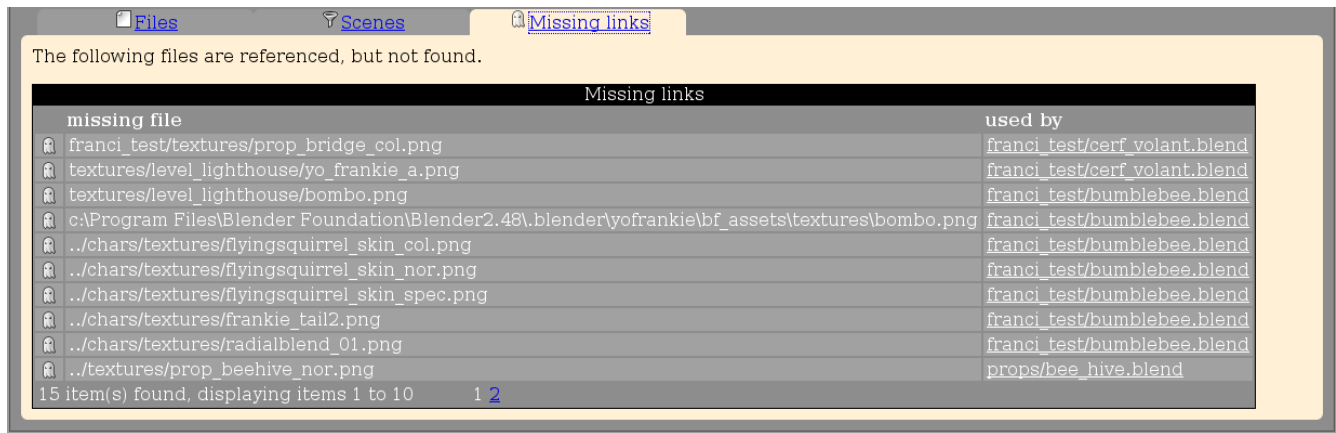 Files Scenes Missing links
The following files are referenced, but not found.
Missing links
missing file used by
franci_test/textures/prop_bridge_col.png franci_test/cerf_volant.blend
textures/level_lighthouse/yo_frankie_a.png franci_test/cerf_volant.blend
textures/level_lighthouse/bombo.png franci_test/bumblebee.blend
c:\Program Files\Blender Foundation\Blender2.48\.blender\yofrankie\bf_assets\textures\bombo.png franci_test/bumblebee.blend
../chars/textures/flyingsquirrel_skin_col.png franci_test/bumblebee.blend
../chars/textures/flyingsquirrel_skin_nor.png franci_test/bumblebee.blend
../chars/textures/flyingsquirrel_skin_spec.png franci_test/bumblebee.blend
../chars/textures/frankie_tail2.png franci_test/bumblebee.blend
../chars/textures/radialblend_01.png franci_test/bumblebee.blend
../textures/prop_beehive_nor.png props/bee_hive.blend
15 item(s) found, displaying items 1 to 10 1 2